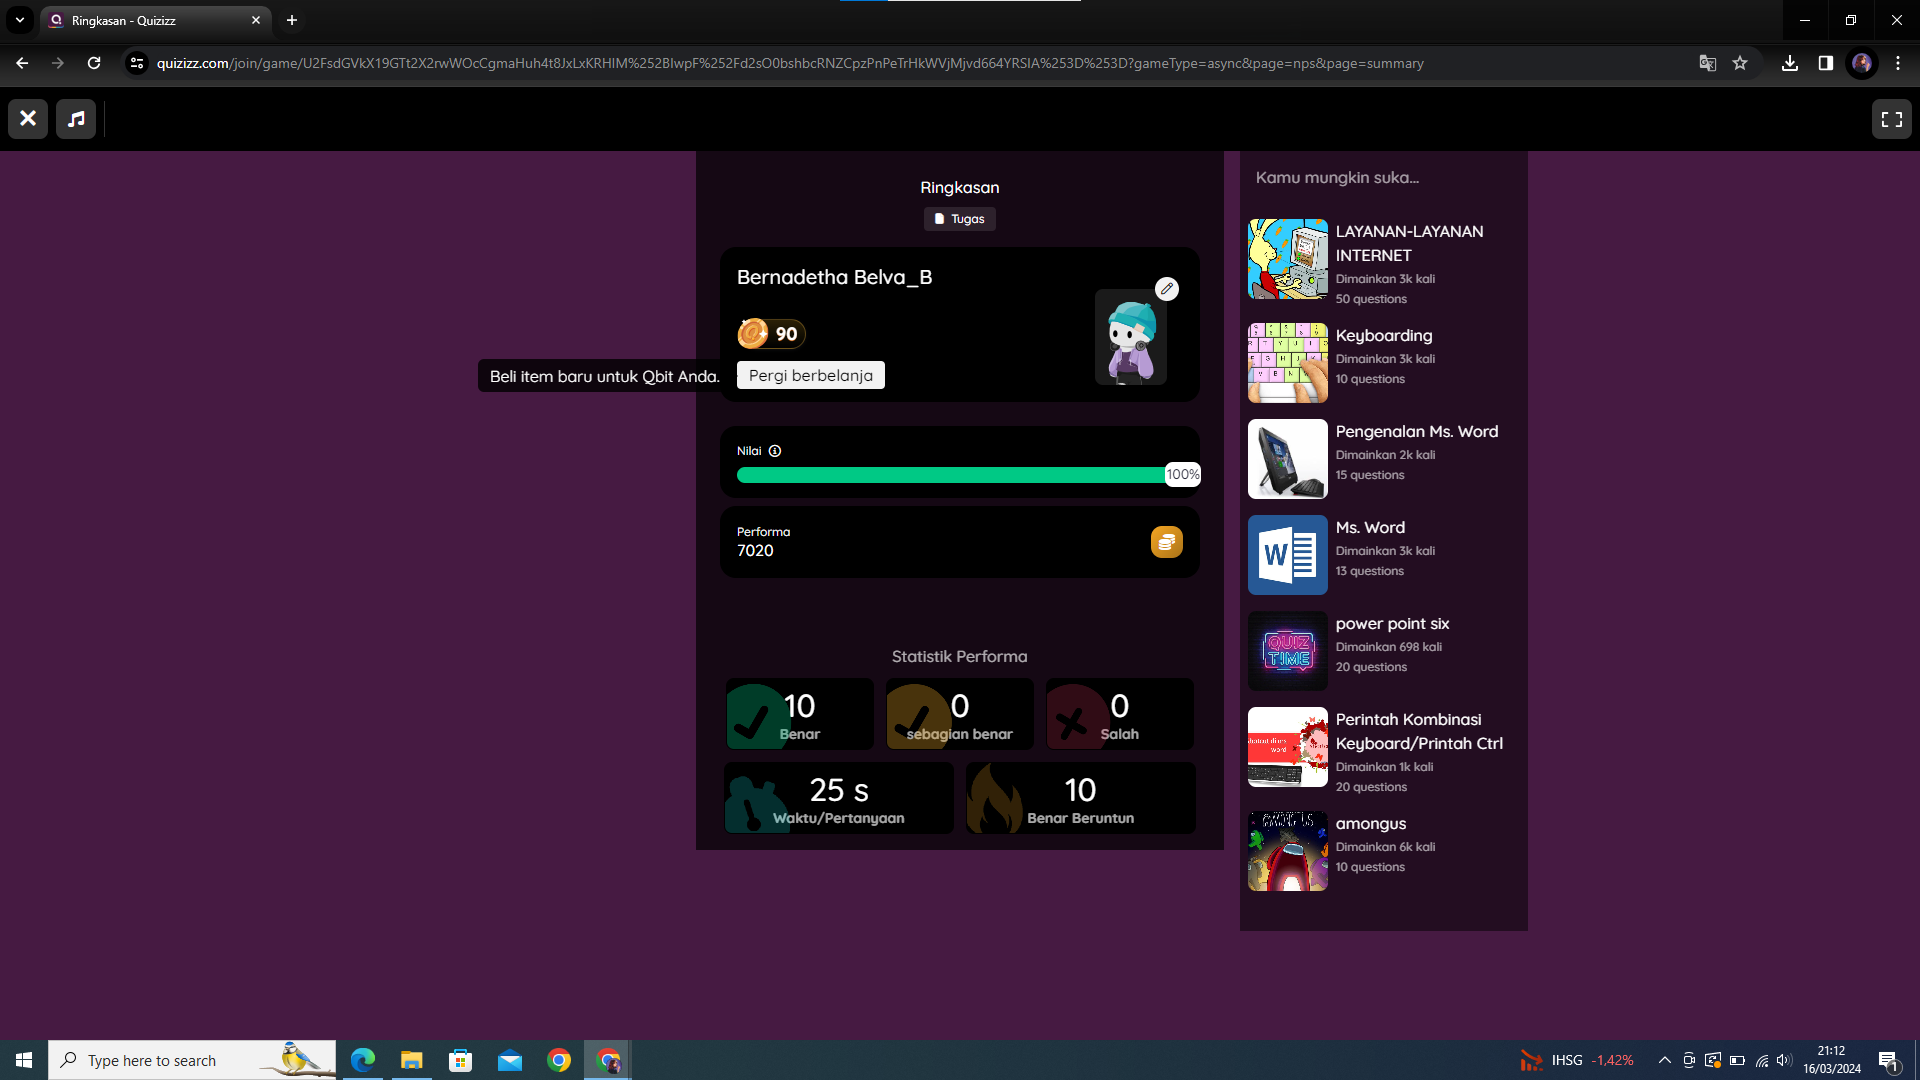 Ringkasan - Quizizz
quizizz.com/join/game/U2FsdGVkX19GTt2X2rwWOcCgmaHuh4t8JxLxKRHIM%252BIwpF%252Fd2sO0bshbcRNZCpzPnPeTrHkWVjMjvd664YRSIA%253D%253D?gameType=async&page=nps&page=summary
Ringkasan
Tugas
Bernadetha Belva_B
90
Beli item baru untuk Qbit Anda.
Pergi berbelanja
Nilai
100%
Performa
7020
Statistik Performa
10
Benar
0
sebagian benar
0
Salah
25 s
Waktu/Pertanyaan
10
Benar Beruntun
Kamu mungkin suka...
LAYANAN-LAYANAN
INTERNET
Dimainkan 3k kali
50 questions
Keyboarding
Dimainkan 3k kali
10 questions
Pengenalan Ms. Word
Dimainkan 2k kali
15 questions
W
Ms. Word
Dimainkan 3k kali
13 questions
QUIZ
TIME
power point six
Dimainkan 698 kali
20 questions
Perintah Kombinasi
Keyboard/Printah Ctrl
Dimainkan 1k kali
20 questions
AMONG US
amongus
Dimainkan 6k kali
10 questions
Type here to search
IHSG -1,42%
21:12
16/03/2024
1